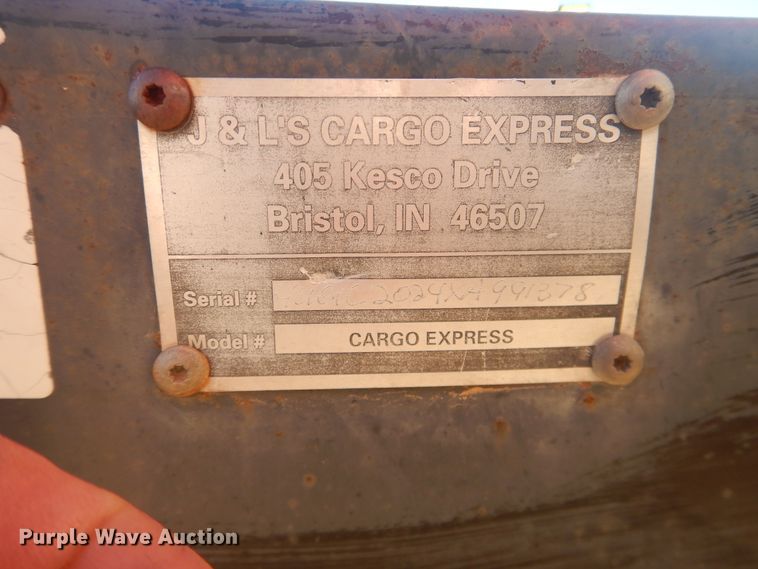 J & L'S CARGO EXPRESS
405 Kesco Drive
Bristol, IN 46507
Serial #
Model # CARGO EXPRESS
Purple Wave Auction